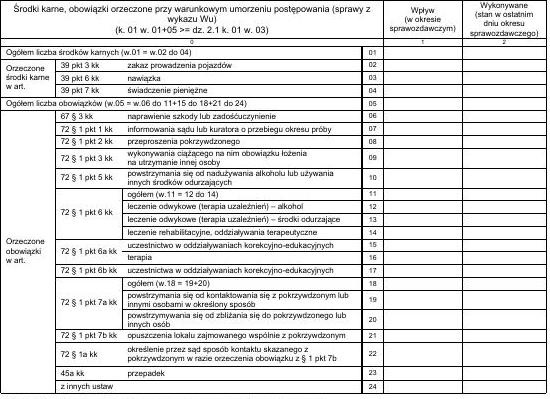 Środki karne, obowiązki orzeczone przy warunkowym umorzeniu postępowania (sprawy z
wykazu Wu)
(k. 01 w. 01+05 >= dz. 2.1 k. 01 w. 03)
Wpływ
(w okresie
sprawozdawczym)
Wykonywane
(stan w ostatnim
dniu okresu
sprawozdawczego)
0
1
2
Ogółem liczba środków karnych (w.01 = w.02 do 04)
01
Orzeczone
środki karne
w art.
39 pkt 3 kk
zakaz prowadzenia pojazdów
02
39 pkt 6 kk
nawiązka
03
39 pkt 7 kk
świadczenie pieniężne
04
Ogółem liczba obowiązków (w.05 = w.06 do 11+15 do 18+21 do 24)
05
Orzeczone
obowiązki
w art.
67 § 3 kk
naprawienie szkody lub zadośćuczynienie
06
72 § 1 pkt 1 kk
informowania sądu lub kuratora o przebiegu okresu próby
07
72 § 1 pkt 2 kk
przeproszenia pokrzywdzonego
08
72 § 1 pkt 3 kk
wykonywania ciążącego na nim obowiązku łożenia
na utrzymanie innej osoby
09
72 § 1 pkt 5 kk
powstrzymania się od nadużywania alkoholu lub używania
innych środków odurzających
10
72 § 1 pkt 6 kk
ogółem (w.11 = 12 do 14)
11
leczenie odwykowe (terapia uzależnień) – alkohol
12
leczenie odwykowe (terapia uzależnień) – środki odurzające
13
leczenie rehabilitacyjne, oddziaływania terapeutyczne
14
72 § 1 pkt 6a kk
uczestnictwo w oddziaływaniach korekcyjno-edukacyjnych
15
terapia
16
72 § 1 pkt 6b kk
uczestnictwa w oddziaływaniach korekcyjno-edukacyjnych
17
72 § 1 pkt 7a kk
ogółem (w.18 = 19+20)
18
powstrzymania się od kontaktowania się z pokrzywdzonym lub
innymi osobami w określony sposób
19
powstrzymywania się od zbliżania się do pokrzywdzonego lub
innych osób
20
72 § 1 pkt 7b kk
opuszczenia lokalu zajmowanego wspólnie z pokrzywdzonym
21
72 § 1a kk
określenie przez sąd sposób kontaktu skazanego z
pokrzywdzonym w razie orzeczenia obowiązku z § 1 pkt 7b
22
45a kk
przepadek
23
z innych ustaw
24